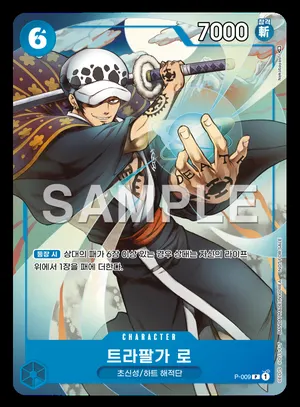 6
7000
참격
斬
DEATH
SAMPLE
등장 시 상대의 패가 6장 이상 있는 경우 상대는 자신의 라이프
위에서 1장을 패에 더한다.
CHARACTER
트라팔가 로
초신성/하트 해적단
P-009 P 1